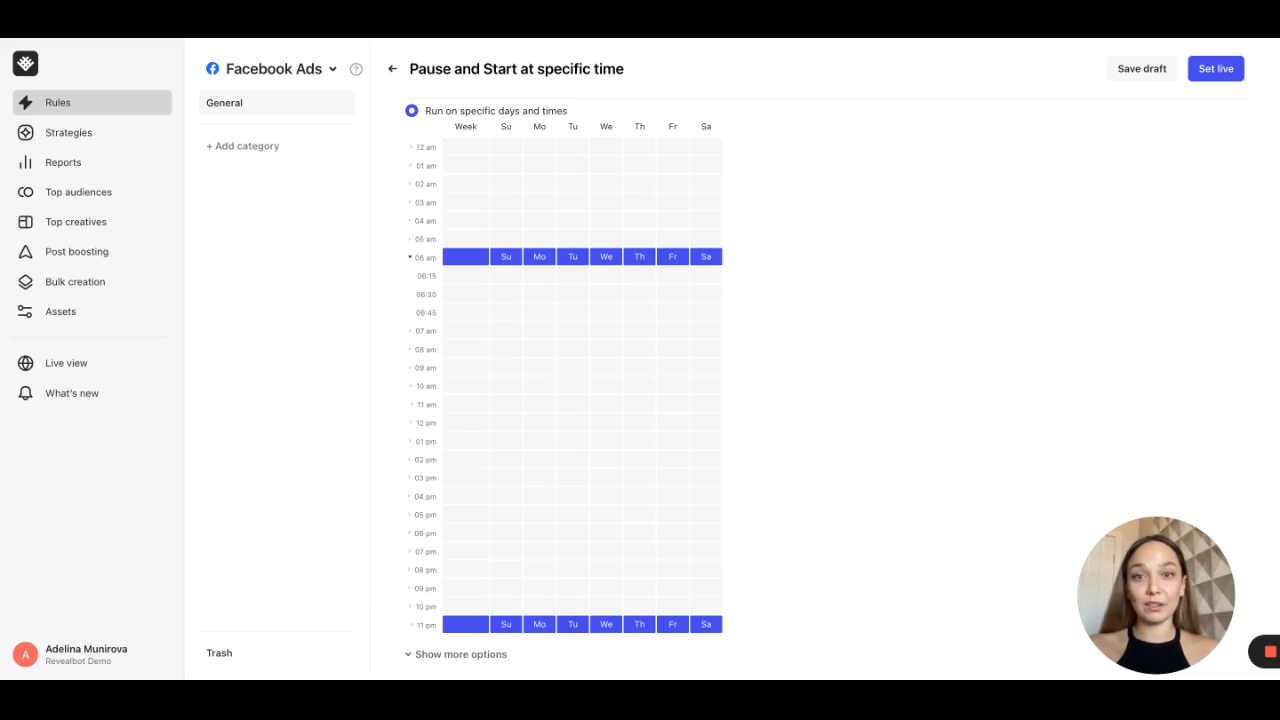 Rules
Strategies
Reports
Top audiences
Top creatives
Post boosting
Bulk creation
Assets
Live view
What's new
A
Adelina Munirova
Revealbot Demo
Facebook Ads ?
General
+ Add category
Trash
Pause and Start at specific time
Save draft
Set live
Run on specific days and times
Week Su Mo Tu We Th Fr Sa
12 am
01 am
02 am
03 am
04 am
05 am
06 am Su Mo Tu We Th Fr Sa
06:15
06:30
06:45
07 am
08 am
09 am
10 am
11 am
12 pm
01 pm
02 pm
03 pm
04 pm
05 pm
06 pm
07 pm
08 pm
09 pm
10 pm
11 pm Su Mo Tu We Th Fr Sa
Show more options